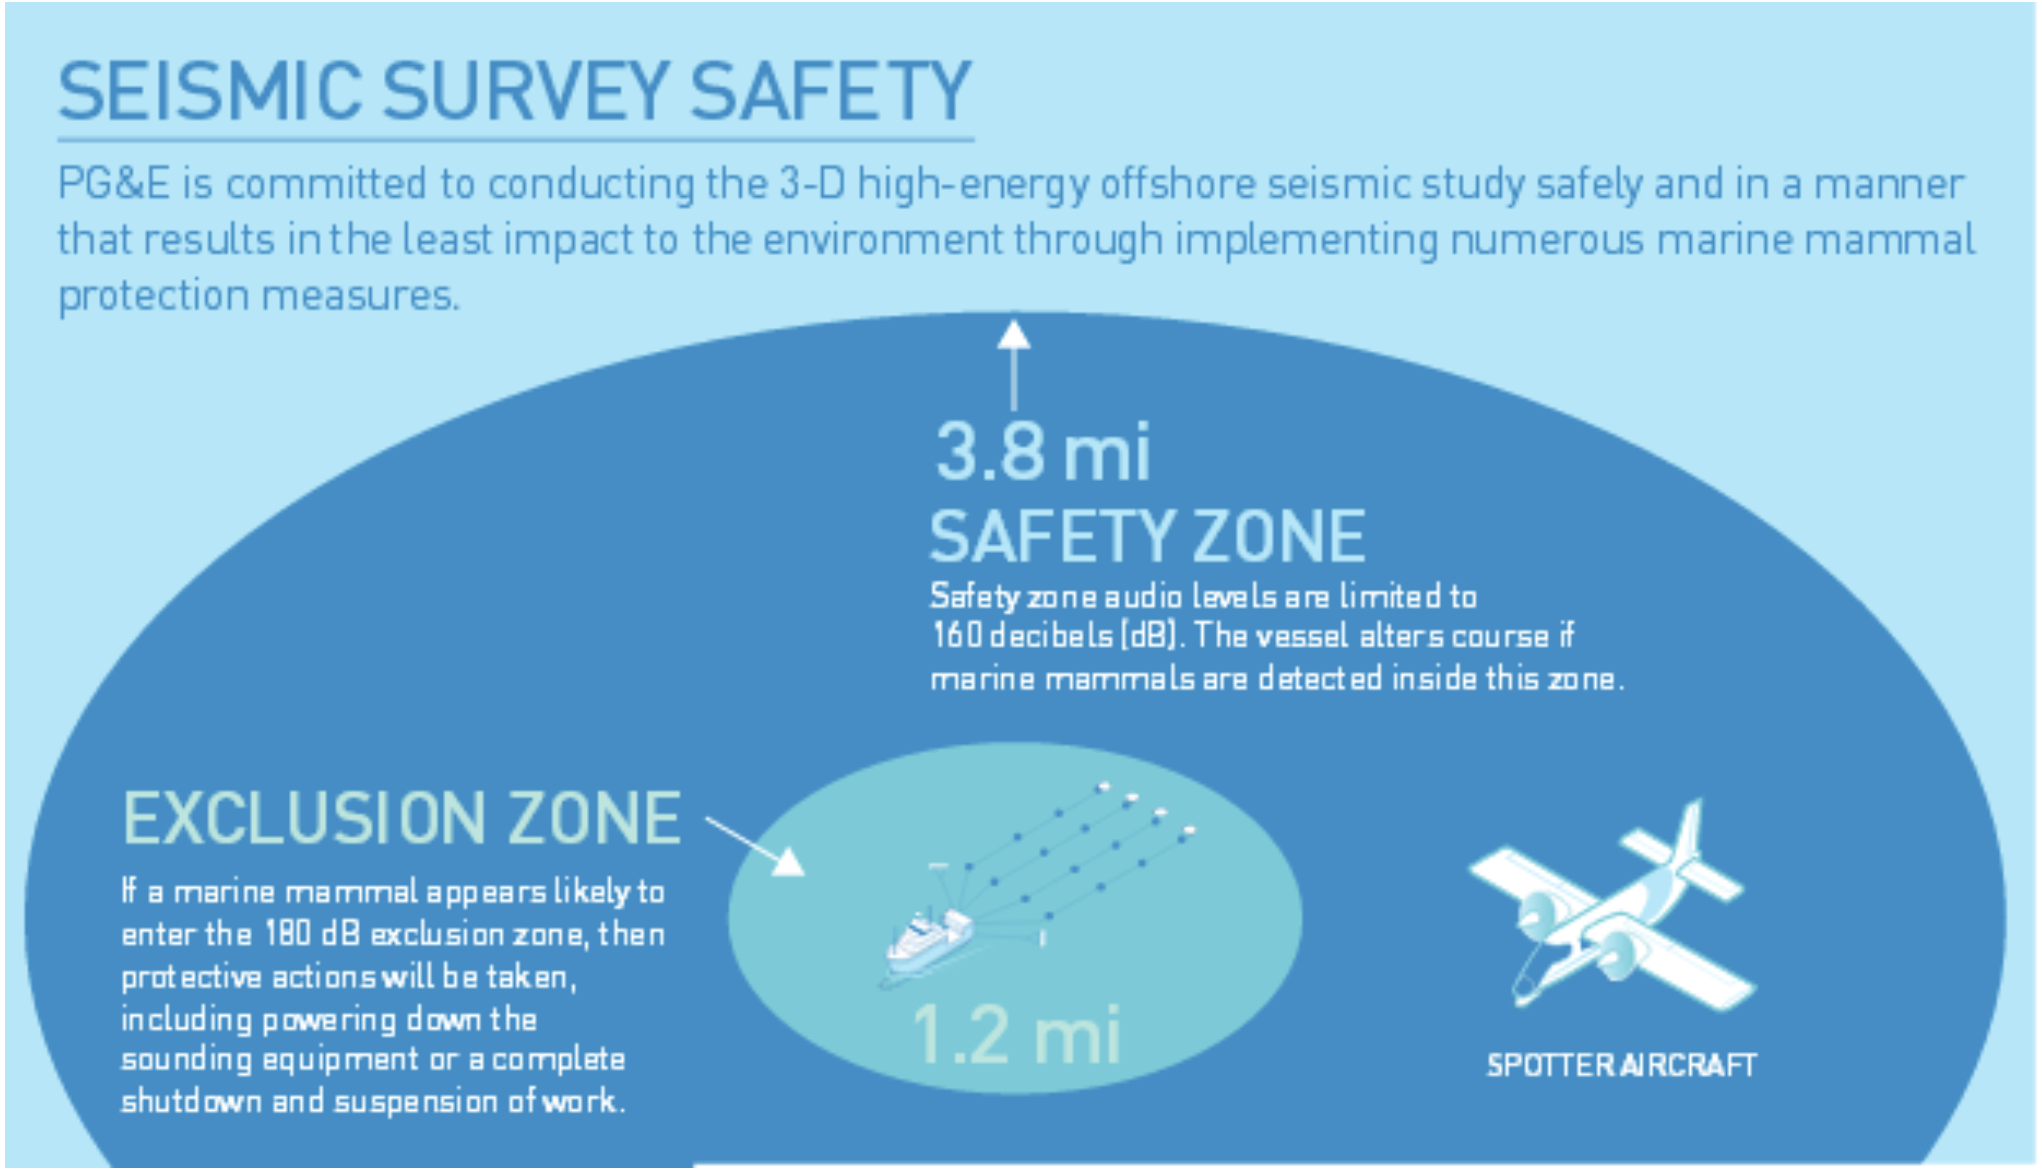 SEISMIC SURVEY SAFETY
PG&E is committed to conducting the 3-D high-energy offshore seismic study safely and in a manner
that results in the least impact to the environment through implementing numerous marine mammal
protection measures.
3.8 mi
SAFETY ZONE
Safety zone audio levels are limited to
160 decibels [dB]. The vessel alters course if
marine mammals are detected inside this zone.
EXCLUSION ZONE
If a marine mammal appears likely to
enter the 180 dB exclusion zone, then
protective actions will be taken,
including powering down the
sounding equipment or a complete
shutdown and suspension of work.
1.2 mi
SPOTTER AIRCRAFT